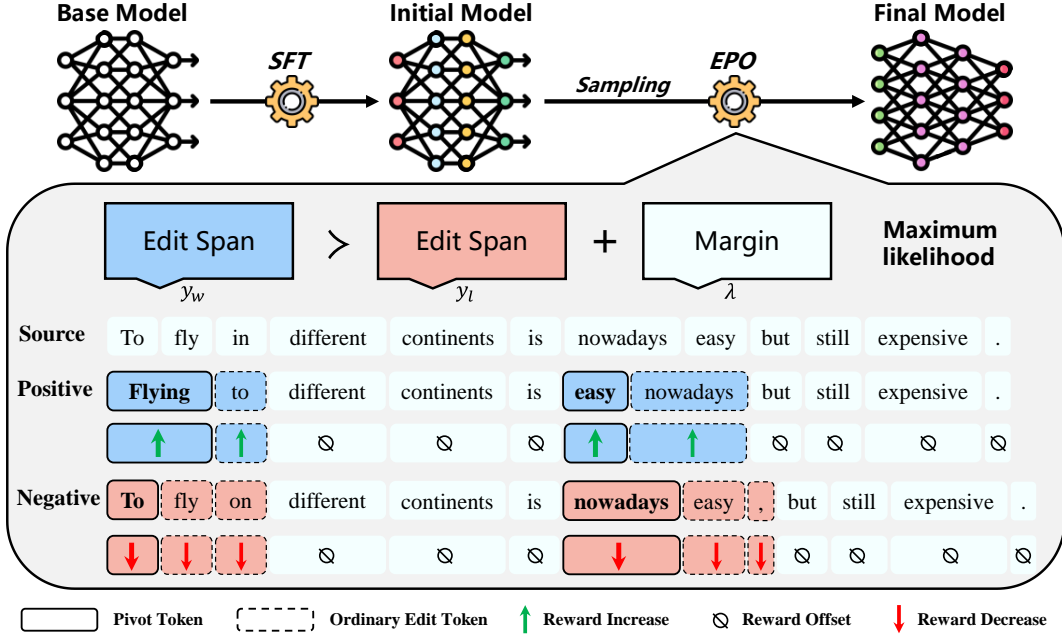 Base Model Initial Model Final Model
SFT Sampling EPO
Edit Span ≻ Edit Span + Margin Maximum
likelihood
y_w y_l λ
Source To fly in different continents is nowadays easy but still expensive .
Positive Flying to different continents is easy nowadays but still expensive .
Negative To fly on different continents is nowadays easy , but still expensive .
Pivot Token Ordinary Edit Token Reward Increase Reward Offset Reward Decrease